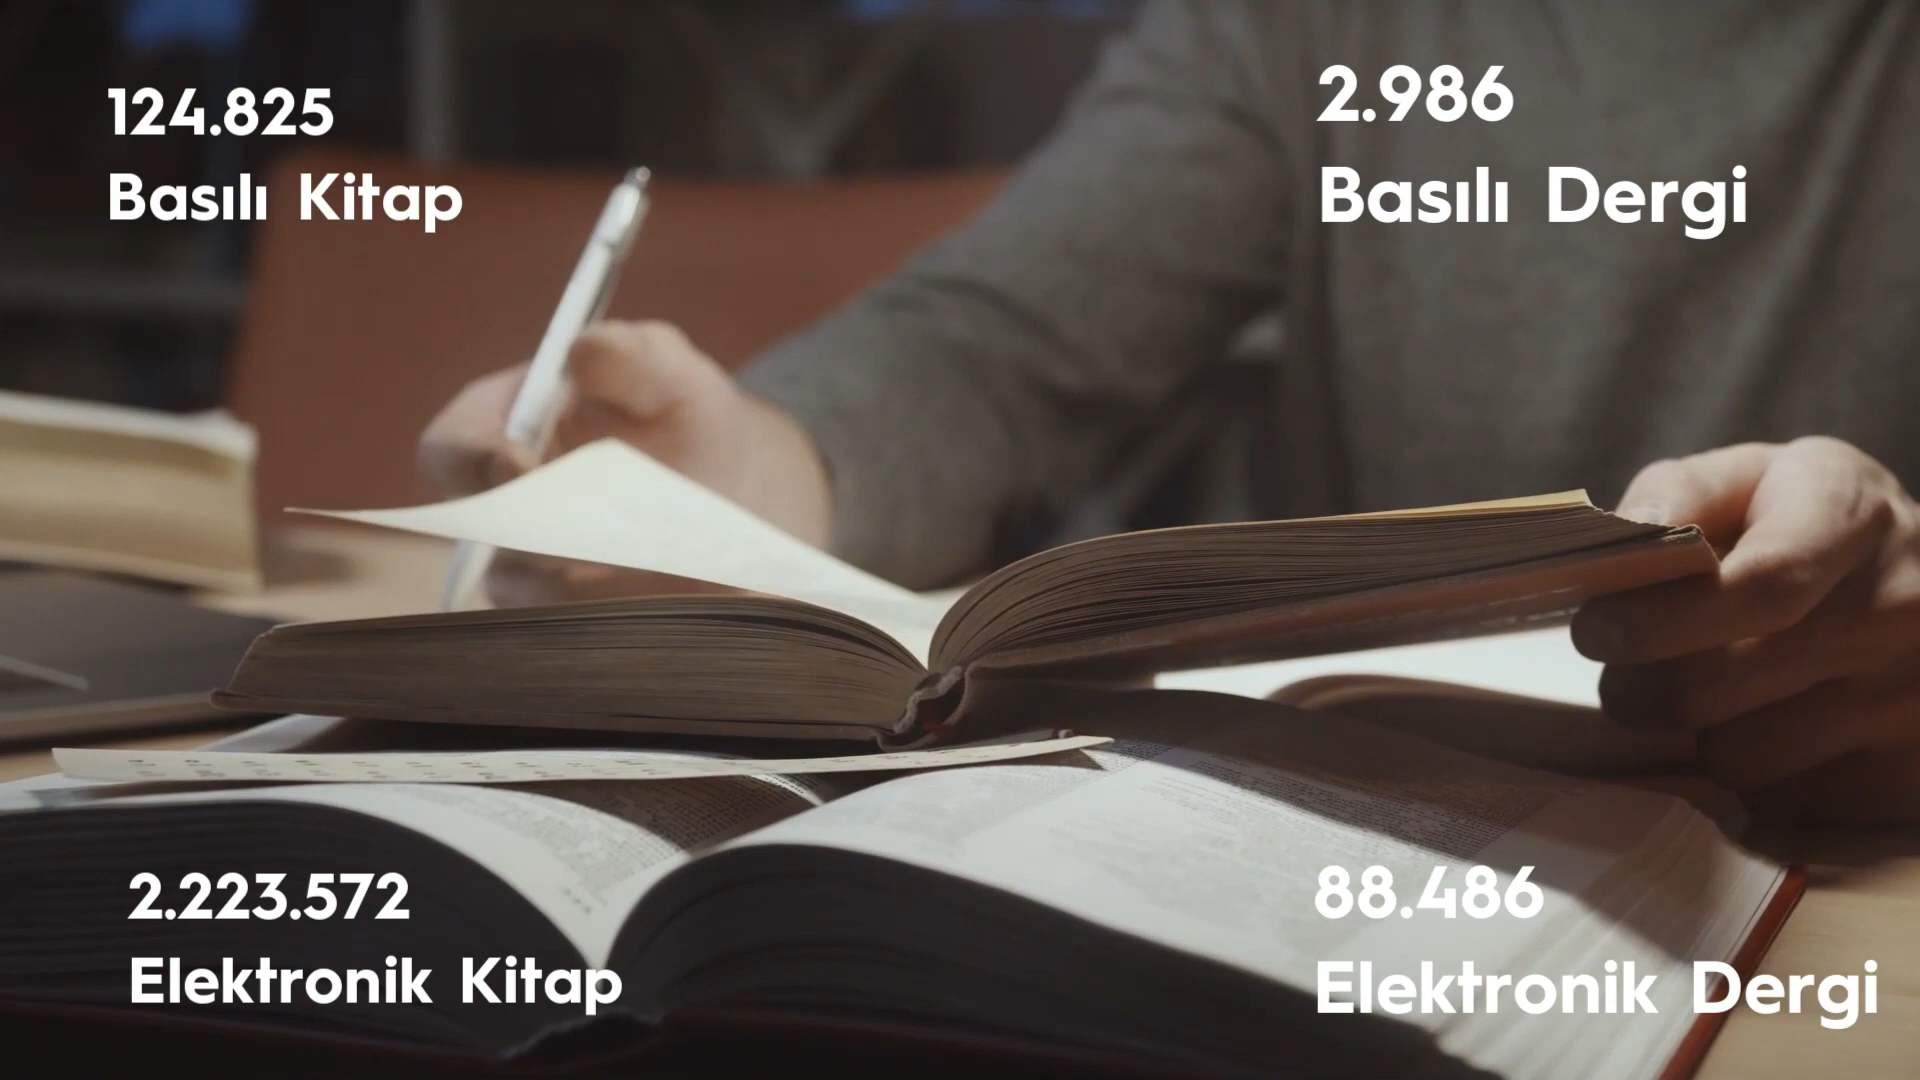 124.825
Basılı Kitap
2.986
Basılı Dergi
2.223.572
Elektronik Kitap
88.486
Elektronik Dergi